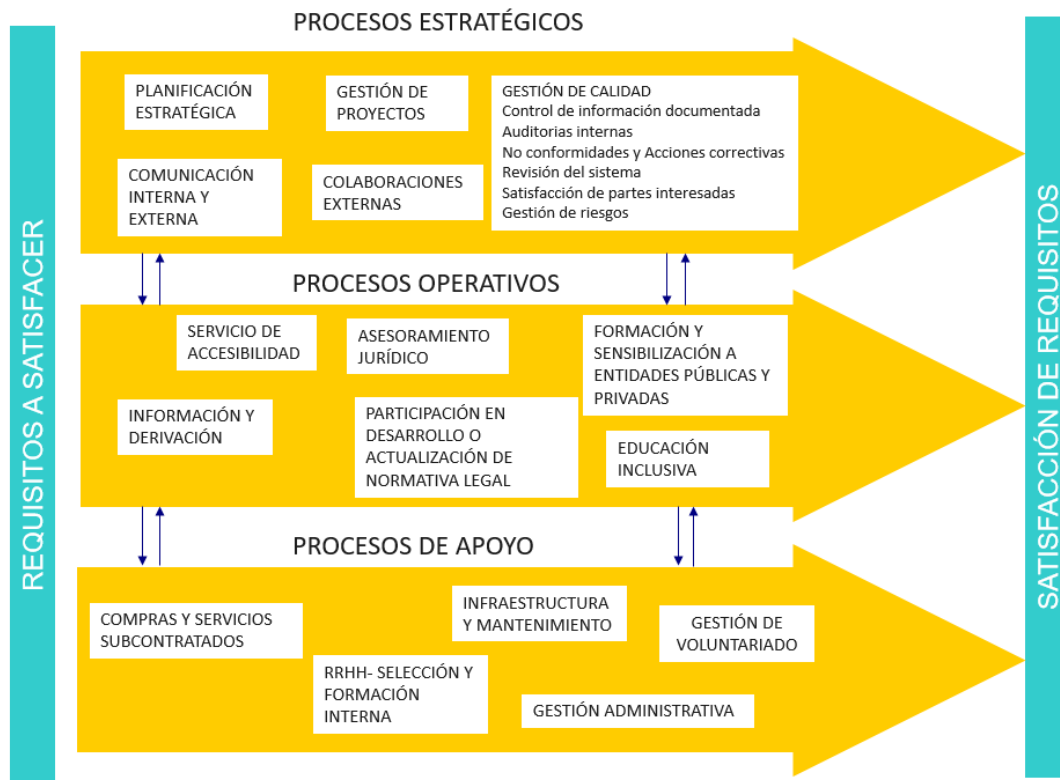 PROCESOS ESTRATÉGICOS
REQUISITOS A SATISFACER
PLANIFICACIÓN
ESTRATÉGICA
GESTIÓN DE
PROYECTOS
GESTIÓN DE CALIDAD
Control de información documentada
Auditorias internas
No conformidades y Acciones correctivas
Revisión del sistema
Satisfacción de partes interesadas
Gestión de riesgos
COMUNICACIÓN
INTERNA Y
EXTERNA
COLABORACIONES
EXTERNAS
PROCESOS OPERATIVOS
SERVICIO DE
ACCESIBILIDAD
ASESORAMIENTO
JURÍDICO
FORMACIÓN Y
SENSIBILIZACIÓN A
ENTIDADES PÚBLICAS Y
PRIVADAS
INFORMACIÓN Y
DERIVACIÓN
PARTICIPACIÓN EN
DESARROLLO O
ACTUALIZACIÓN DE
NORMATIVA LEGAL
EDUCACIÓN
INCLUSIVA
PROCESOS DE APOYO
COMPRAS Y SERVICIOS
SUBCONTRATADOS
INFRAESTRUCTURA
Y MANTENIMIENTO
GESTIÓN DE
VOLUNTARIADO
RRHH- SELECCIÓN Y
FORMACIÓN
INTERNA
GESTIÓN ADMINISTRATIVA
SATISFACCIÓN DE REQUISITOS